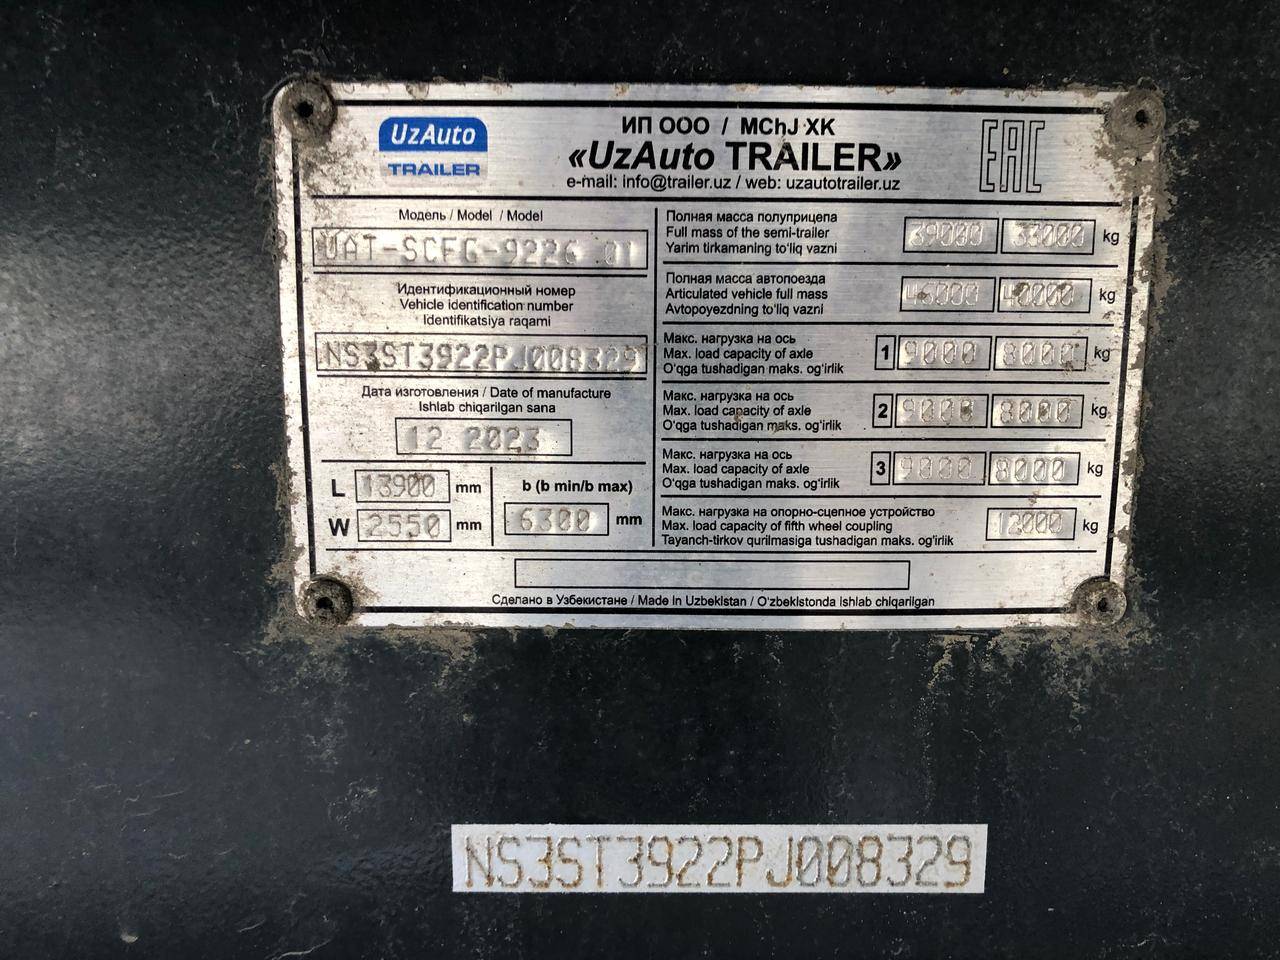 UzAuto
TRAILER
ИП ООО / MChJ XK
«UzAuto TRAILER»
e-mail: info@trailer.uz / web: uzautotrailer.uz
EAC
Модель / Model / Model
UAT-SCFG-9226 01
Идентификационный номер
Vehicle identification number
Identifikatsiya raqami
NS3ST3922PJ008329
Дата изготовления / Date of manufacture
Ishlab chiqarilgan sana
12 2023
L 13900 mm
W 2550 mm
b (b min/b max)
6300 mm
Полная масса полуприцепа
Full mass of the semi-trailer
Yarim tirkamaning to'liq vazni
39000 33000 kg
Полная масса автопоезда
Articulated vehicle full mass
Avtopoyezdning to'liq vazni
46000 40000 kg
Макс. нагрузка на ось
Max. load capacity of axle
O'qga tushadigan maks. og'irlik
1 9000 8000 kg
Макс. нагрузка на ось
Max. load capacity of axle
O'qga tushadigan maks. og'irlik
2 9000 8000 kg
Макс. нагрузка на ось
Max. load capacity of axle
O'qga tushadigan maks. og'irlik
3 9000 8000 kg
Макс. нагрузка на опорно-сцепное устройство
Max. load capacity of fifth wheel coupling
Tayanch-tirkov qurilmasiga tushadigan maks. og'irlik
12000 kg
Сделано в Узбекистане / Made in Uzbekistan / O'zbekistonda ishlab chiqarilgan
NS3ST3922PJ008329